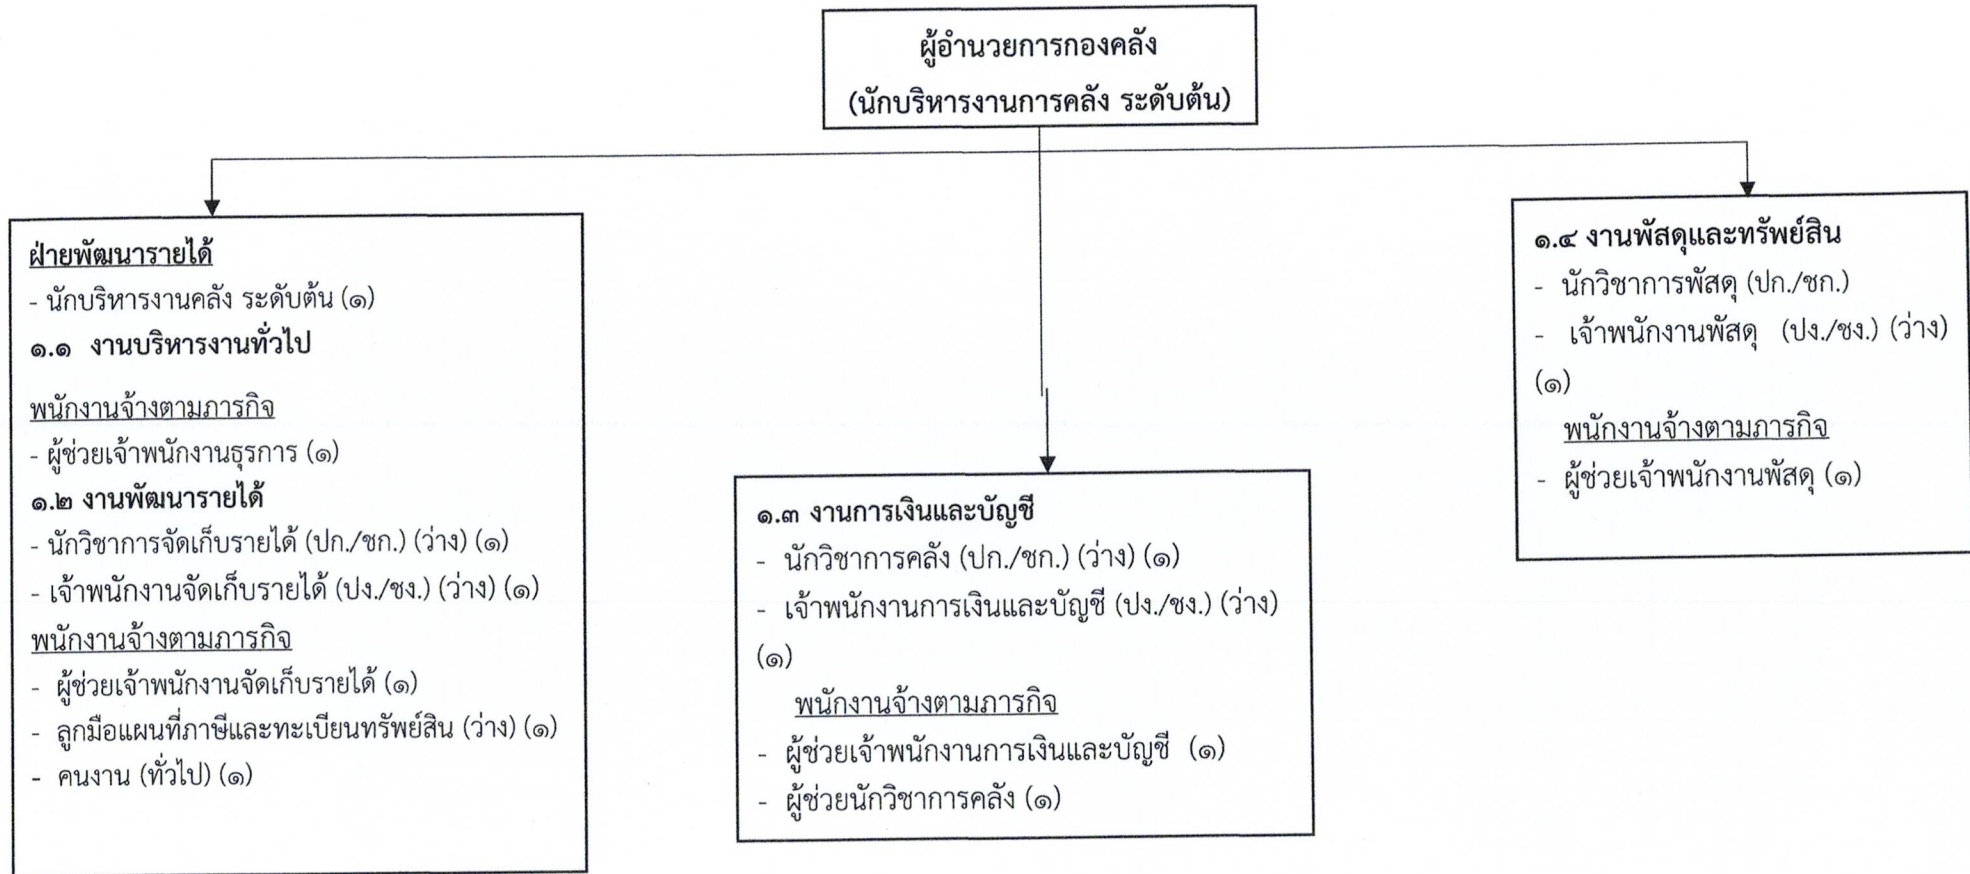 ผู้อำนวยการกองคลัง
(นักบริหารงานการคลัง ระดับต้น)
ฝ่ายพัฒนารายได้
- นักบริหารงานคลัง ระดับต้น (๑)
๑.๑ งานบริหารงานทั่วไป
พนักงานจ้างตามภารกิจ
- ผู้ช่วยเจ้าพนักงานธุรการ (๑)
๑.๒ งานพัฒนารายได้
- นักวิชาการจัดเก็บรายได้ (ปก./ชก.) (ว่าง) (๑)
- เจ้าพนักงานจัดเก็บรายได้ (ปง./ชง.) (ว่าง) (๑)
พนักงานจ้างตามภารกิจ
- ผู้ช่วยเจ้าพนักงานจัดเก็บรายได้ (๑)
- ลูกมือแผนที่ภาษีและทะเบียนทรัพย์สิน (ว่าง) (๑)
- คนงาน (ทั่วไป) (๑)
๑.๓ งานการเงินและบัญชี
- นักวิชาการคลัง (ปก./ชก.) (ว่าง) (๑)
- เจ้าพนักงานการเงินและบัญชี (ปง./ชง.) (ว่าง)
(๑)
พนักงานจ้างตามภารกิจ
- ผู้ช่วยเจ้าพนักงานการเงินและบัญชี (๑)
- ผู้ช่วยนักวิชาการคลัง (๑)
๑.๔ งานพัสดุและทรัพย์สิน
- นักวิชาการพัสดุ (ปก./ชก.)
- เจ้าพนักงานพัสดุ (ปง./ชง.) (ว่าง)
(๑)
พนักงานจ้างตามภารกิจ
- ผู้ช่วยเจ้าพนักงานพัสดุ (๑)